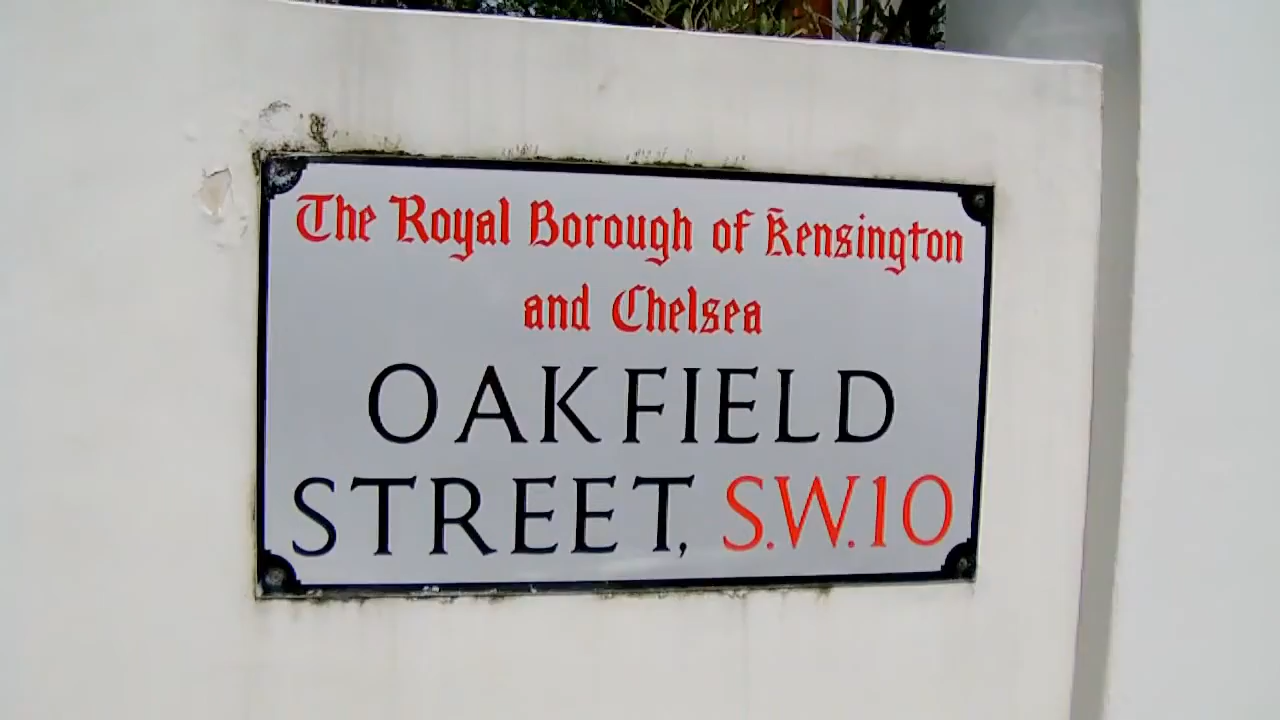 The Royal Borough of Kensington
and Chelsea
OAKFIELD
STREET, S.W.10